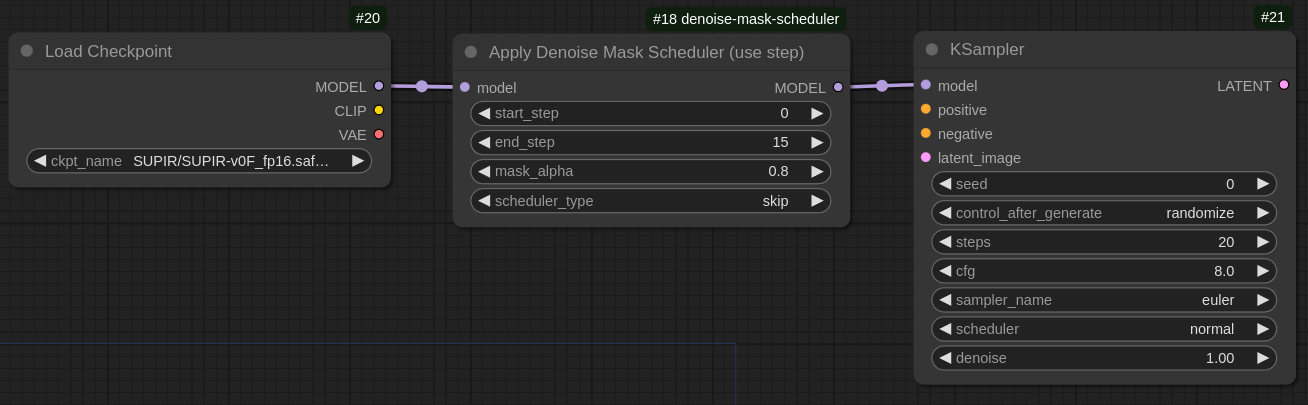 #20
Load Checkpoint
MODEL
CLIP
VAE
ckpt_name SUPIR/SUPIR-v0F_fp16.saf…
#18 denoise-mask-scheduler
Apply Denoise Mask Scheduler (use step)
model MODEL
start_step 0
end_step 15
mask_alpha 0.8
scheduler_type skip
#21
KSampler
model LATENT
positive
negative
latent_image
seed 0
control_after_generate randomize
steps 20
cfg 8.0
sampler_name euler
scheduler normal
denoise 1.00